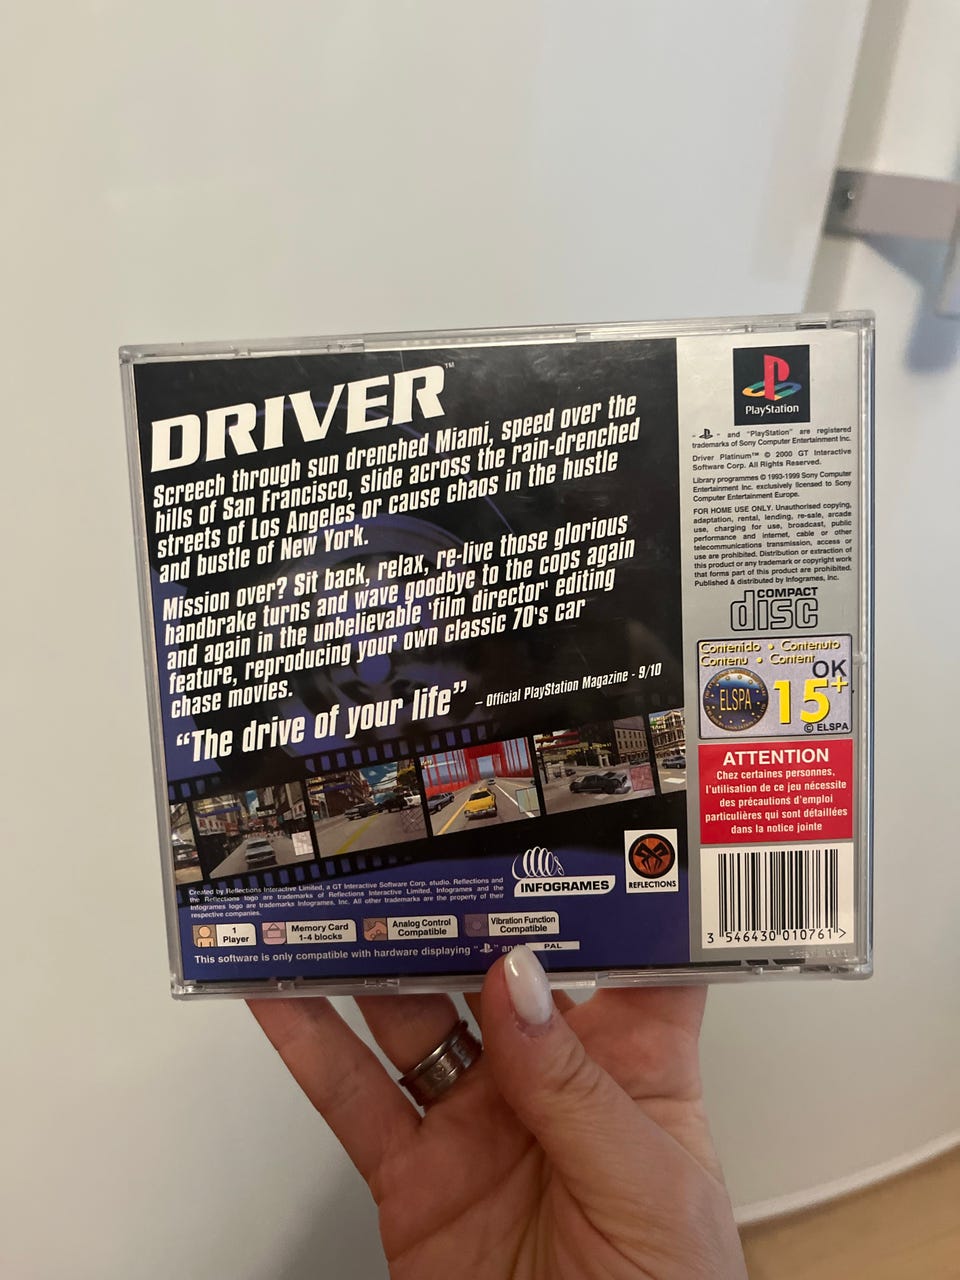 DRIVER™
Screech through sun drenched Miami, speed over the
hills of San Francisco, slide across the rain-drenched
streets of Los Angeles or cause chaos in the hustle
and bustle of New York.
Mission over? Sit back, relax, re-live those glorious
handbrake turns and wave goodbye to the cops again
and again in the unbelievable 'film director' editing
feature, reproducing your own classic 70's car
chase movies.
"The drive of your life" – Official PlayStation Magazine - 9/10
Created by Reflections Interactive Limited, a GT Interactive Software Corp. studio. Reflections and
the Reflections logo are trademarks of Reflections Interactive Limited. Infogrames and the
Infogrames logo are trademarks Infogrames, Inc. All other trademarks are the property of their
respective companies.
INFOGRAMES
REFLECTIONS
1
Player
Memory Card
1-4 blocks
Analog Control
Compatible
Vibration Function
Compatible
This software is only compatible with hardware displaying " " and
PAL
PlayStation
" " and "PlayStation" are registered
trademarks of Sony Computer Entertainment Inc.
Driver Platinum™ © 2000 GT Interactive
Software Corp. All Rights Reserved.
Library programmes © 1993-1999 Sony Computer
Entertainment Inc. exclusively licensed to Sony
Computer Entertainment Europe.
FOR HOME USE ONLY. Unauthorised copying,
adaptation, rental, lending, re-sale, arcade
use, charging for use, broadcast, public
performance and internet, cable or other
telecommunications transmission, access or
use are prohibited. Distribution or extraction of
this product or any trademark or copyright work
that forms part of this product are prohibited.
Published & distributed by Infogrames, Inc.
COMPACT
disc
Contenido • Contenuto
Contenu • Content
OK
ELSPA
15+
© ELSPA
ATTENTION
Chez certaines personnes,
l'utilisation de ce jeu nécessite
des précautions d'emploi
particulières qui sont détaillées
dans la notice jointe
3 546430 010761 >